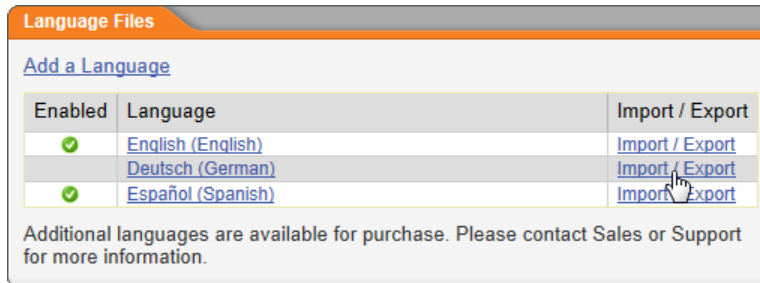 Language Files
Add a Language
Enabled Language Import / Export
English (English) Import / Export
Deutsch (German) Import / Export
Español (Spanish) Import / Export
Additional languages are available for purchase. Please contact Sales or Support
for more information.